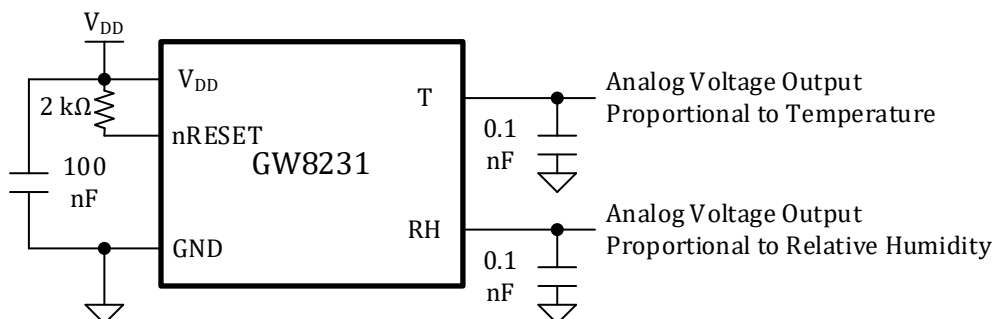 VDD
VDD
2 kΩ
nRESET
100
nF
GND
GW8231
T
RH
0.1
nF
0.1
nF
Analog Voltage Output
Proportional to Temperature
Analog Voltage Output
Proportional to Relative Humidity